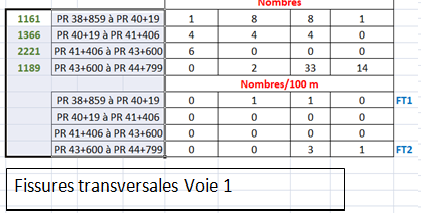 Nombres
1161 PR 38+859 à PR 40+19 1 8 8 1
1366 PR 40+19 à PR 41+406 4 4 4 0
2221 PR 41+406 à PR 43+600 6 0 0 0
1189 PR 43+600 à PR 44+799 0 2 33 14
Nombres/100 m
PR 38+859 à PR 40+19 0 1 1 0 FT1
PR 40+19 à PR 41+406 0 0 0 0
PR 41+406 à PR 43+600 0 0 0 0
PR 43+600 à PR 44+799 0 0 3 1 FT2
Fissures transversales Voie 1